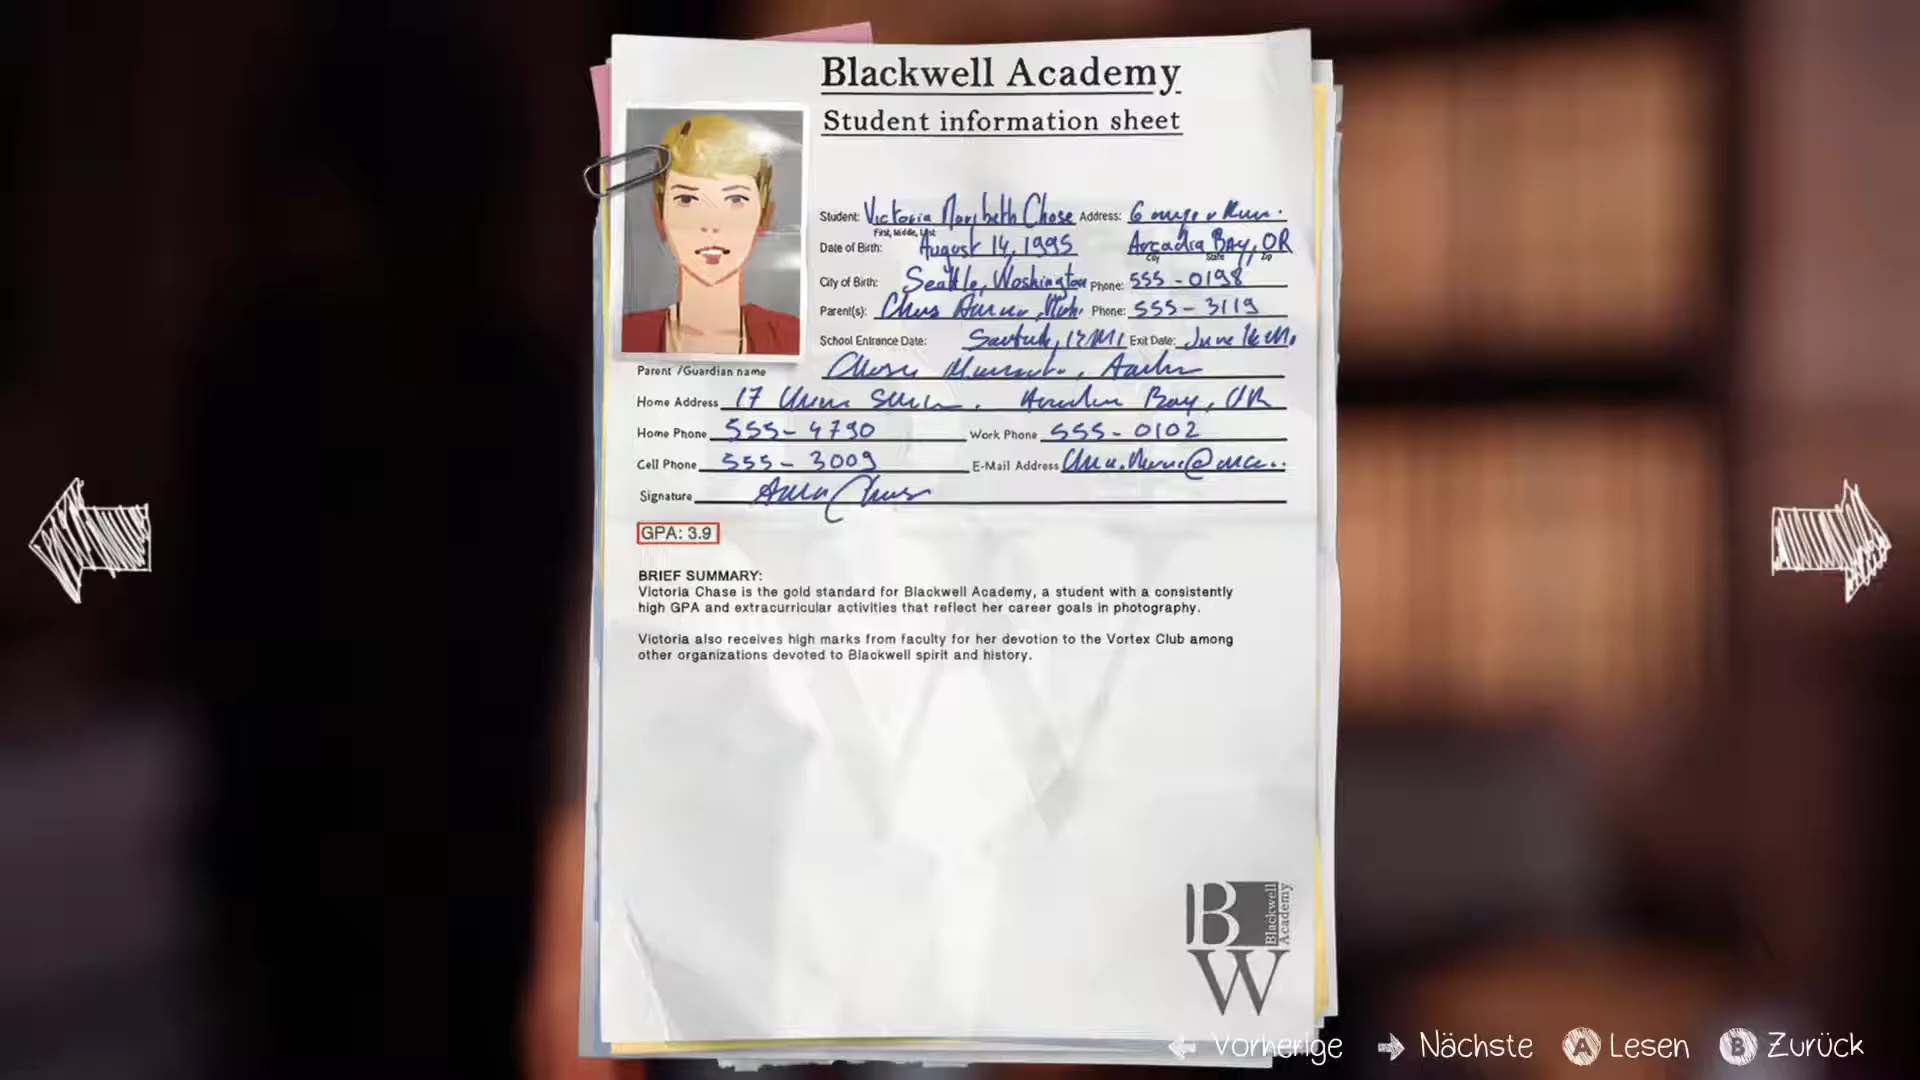 Blackwell Academy
Student information sheet
Student: Victoria Maribeth Chase Address:
First, Middle, Last
Date of Birth: August 14, 1995 Arcadia Bay, OR
City State Zip
City of Birth: Seattle, Washington Phone: 555-0198
Parent(s): Phone: 555-3119
School Entrance Date: Exit Date: June
Parent /Guardian name
Home Address 17 Bay, OR
Home Phone 555-4790 Work Phone 555-0102
Cell Phone 555-3009 E-Mail Address
Signature
GPA: 3.9
BRIEF SUMMARY:
Victoria Chase is the gold standard for Blackwell Academy, a student with a consistently
high GPA and extracurricular activities that reflect her career goals in photography.
Victoria also receives high marks from faculty for her devotion to the Vortex Club among
other organizations devoted to Blackwell spirit and history.
B Blackwell Academy
W
Vorherige Nächste A Lesen B Zurück